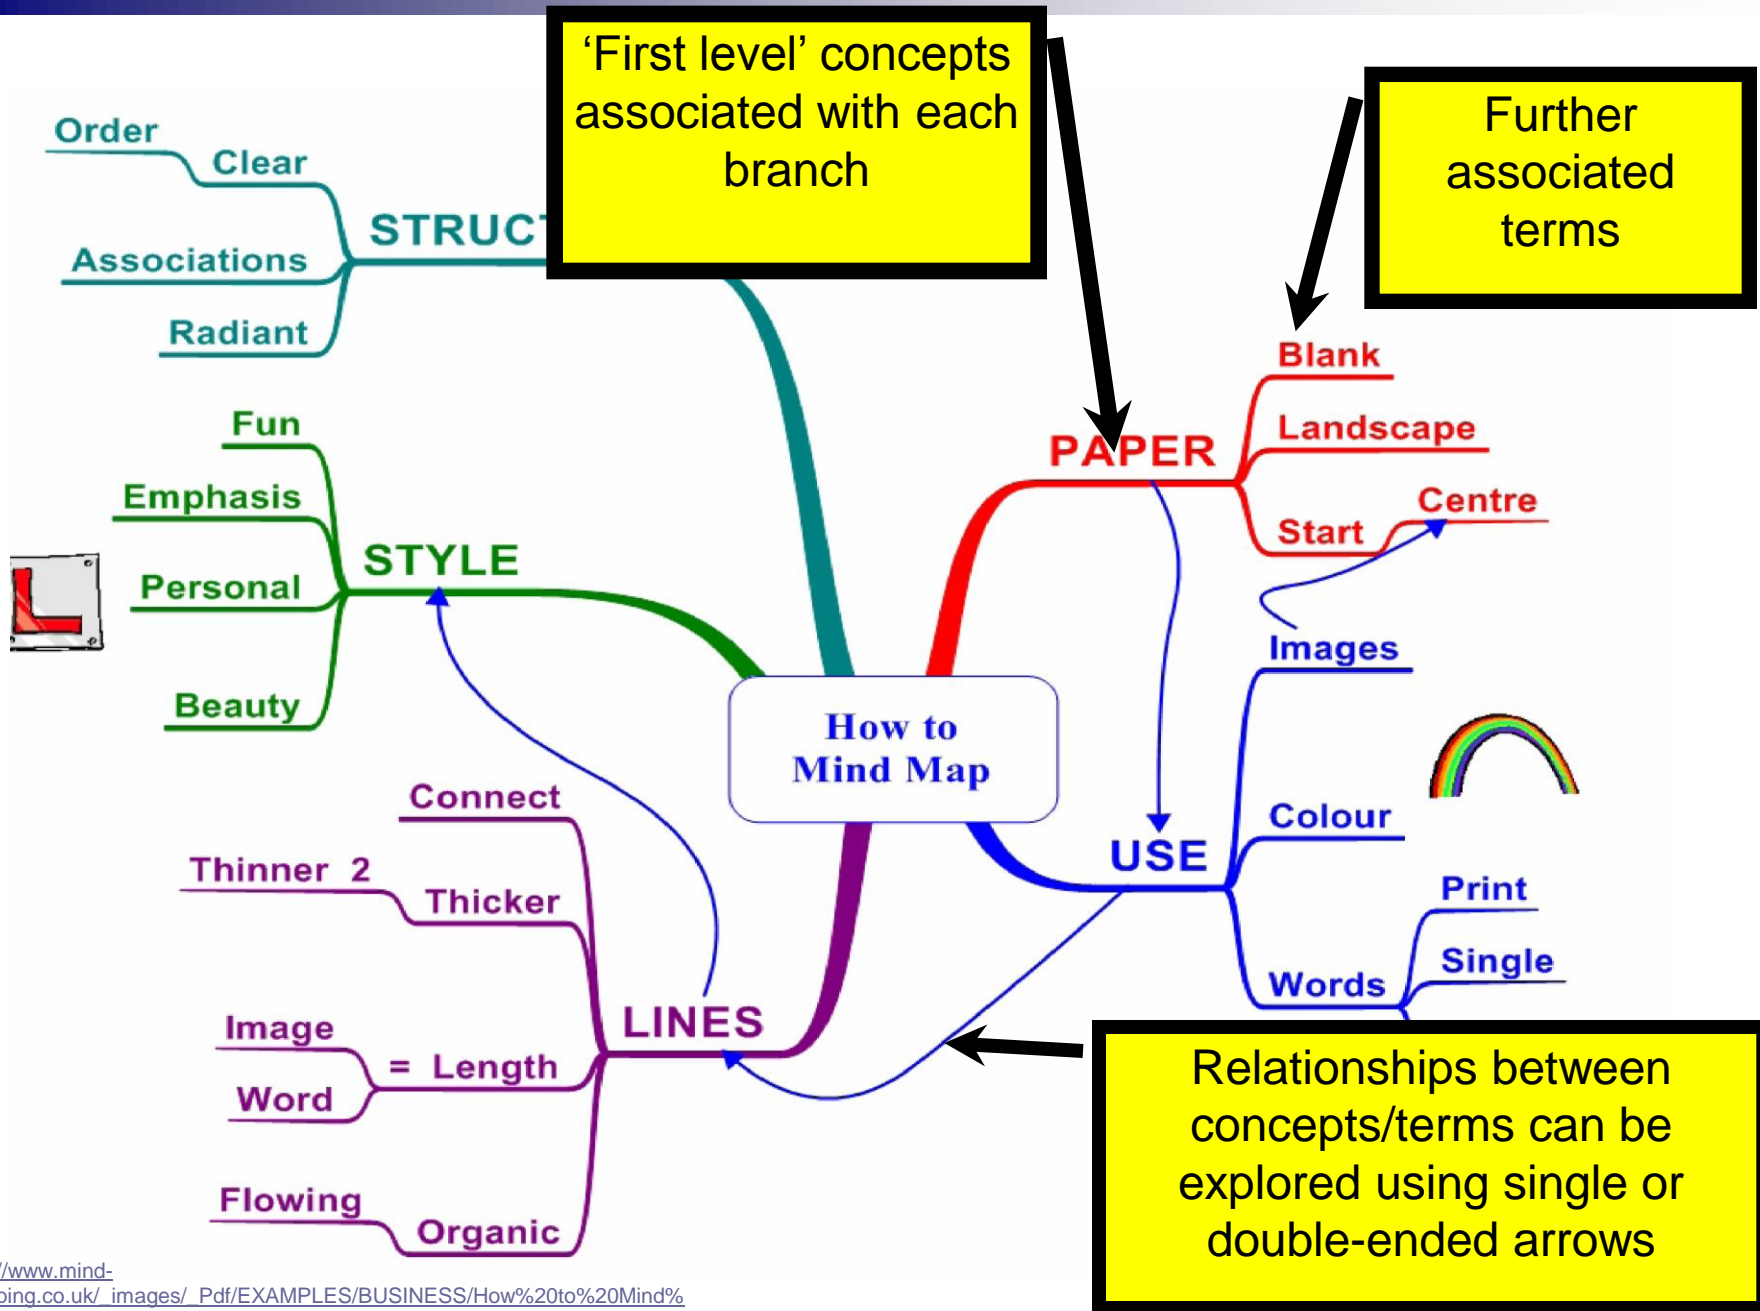 ‘First level’ concepts
associated with each
branch
Further
associated
terms
Order
Clear
STRUCT
Associations
Radiant
Fun
Emphasis
STYLE
Personal
Beauty
Blank
PAPER
Landscape
Centre
Start
Images
How to
Mind Map
Colour
USE
Print
Single
Words
Connect
Thinner 2
Thicker
LINES
Image
= Length
Word
Flowing
Organic
Relationships between
concepts/terms can be
explored using single or
double-ended arrows
//www.mind-
ping.co.uk/_images/_Pdf/EXAMPLES/BUSINESS/How%20to%20Mind%